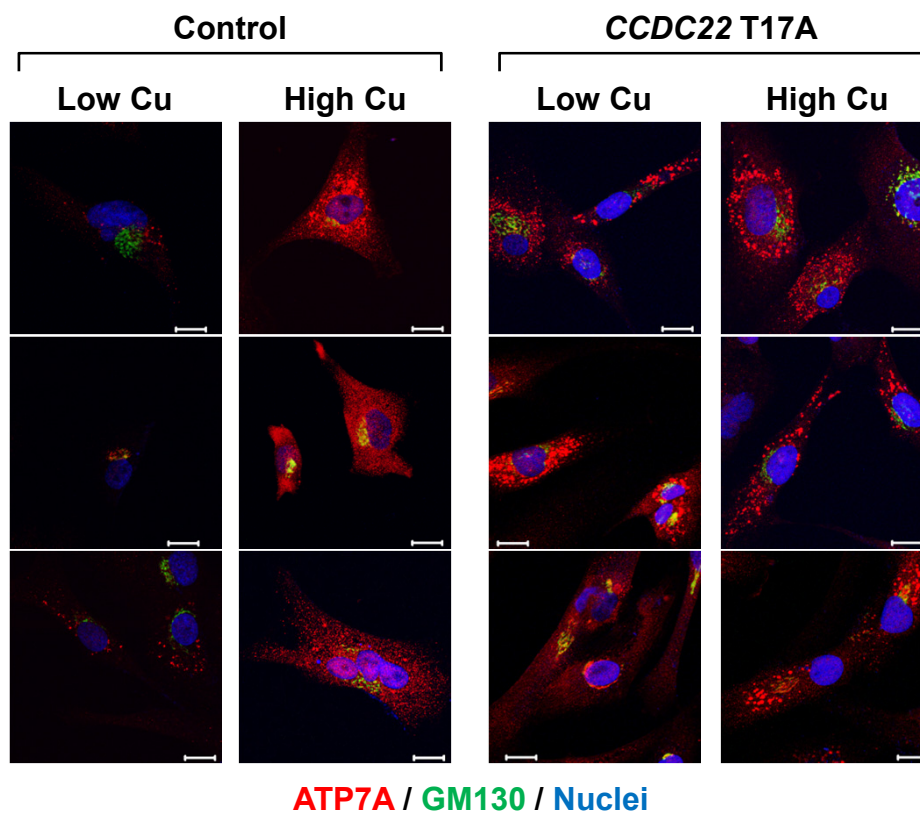 Control
CCDC22 T17A
Low Cu
High Cu
Low Cu
High Cu
ATP7A / GM130 / Nuclei